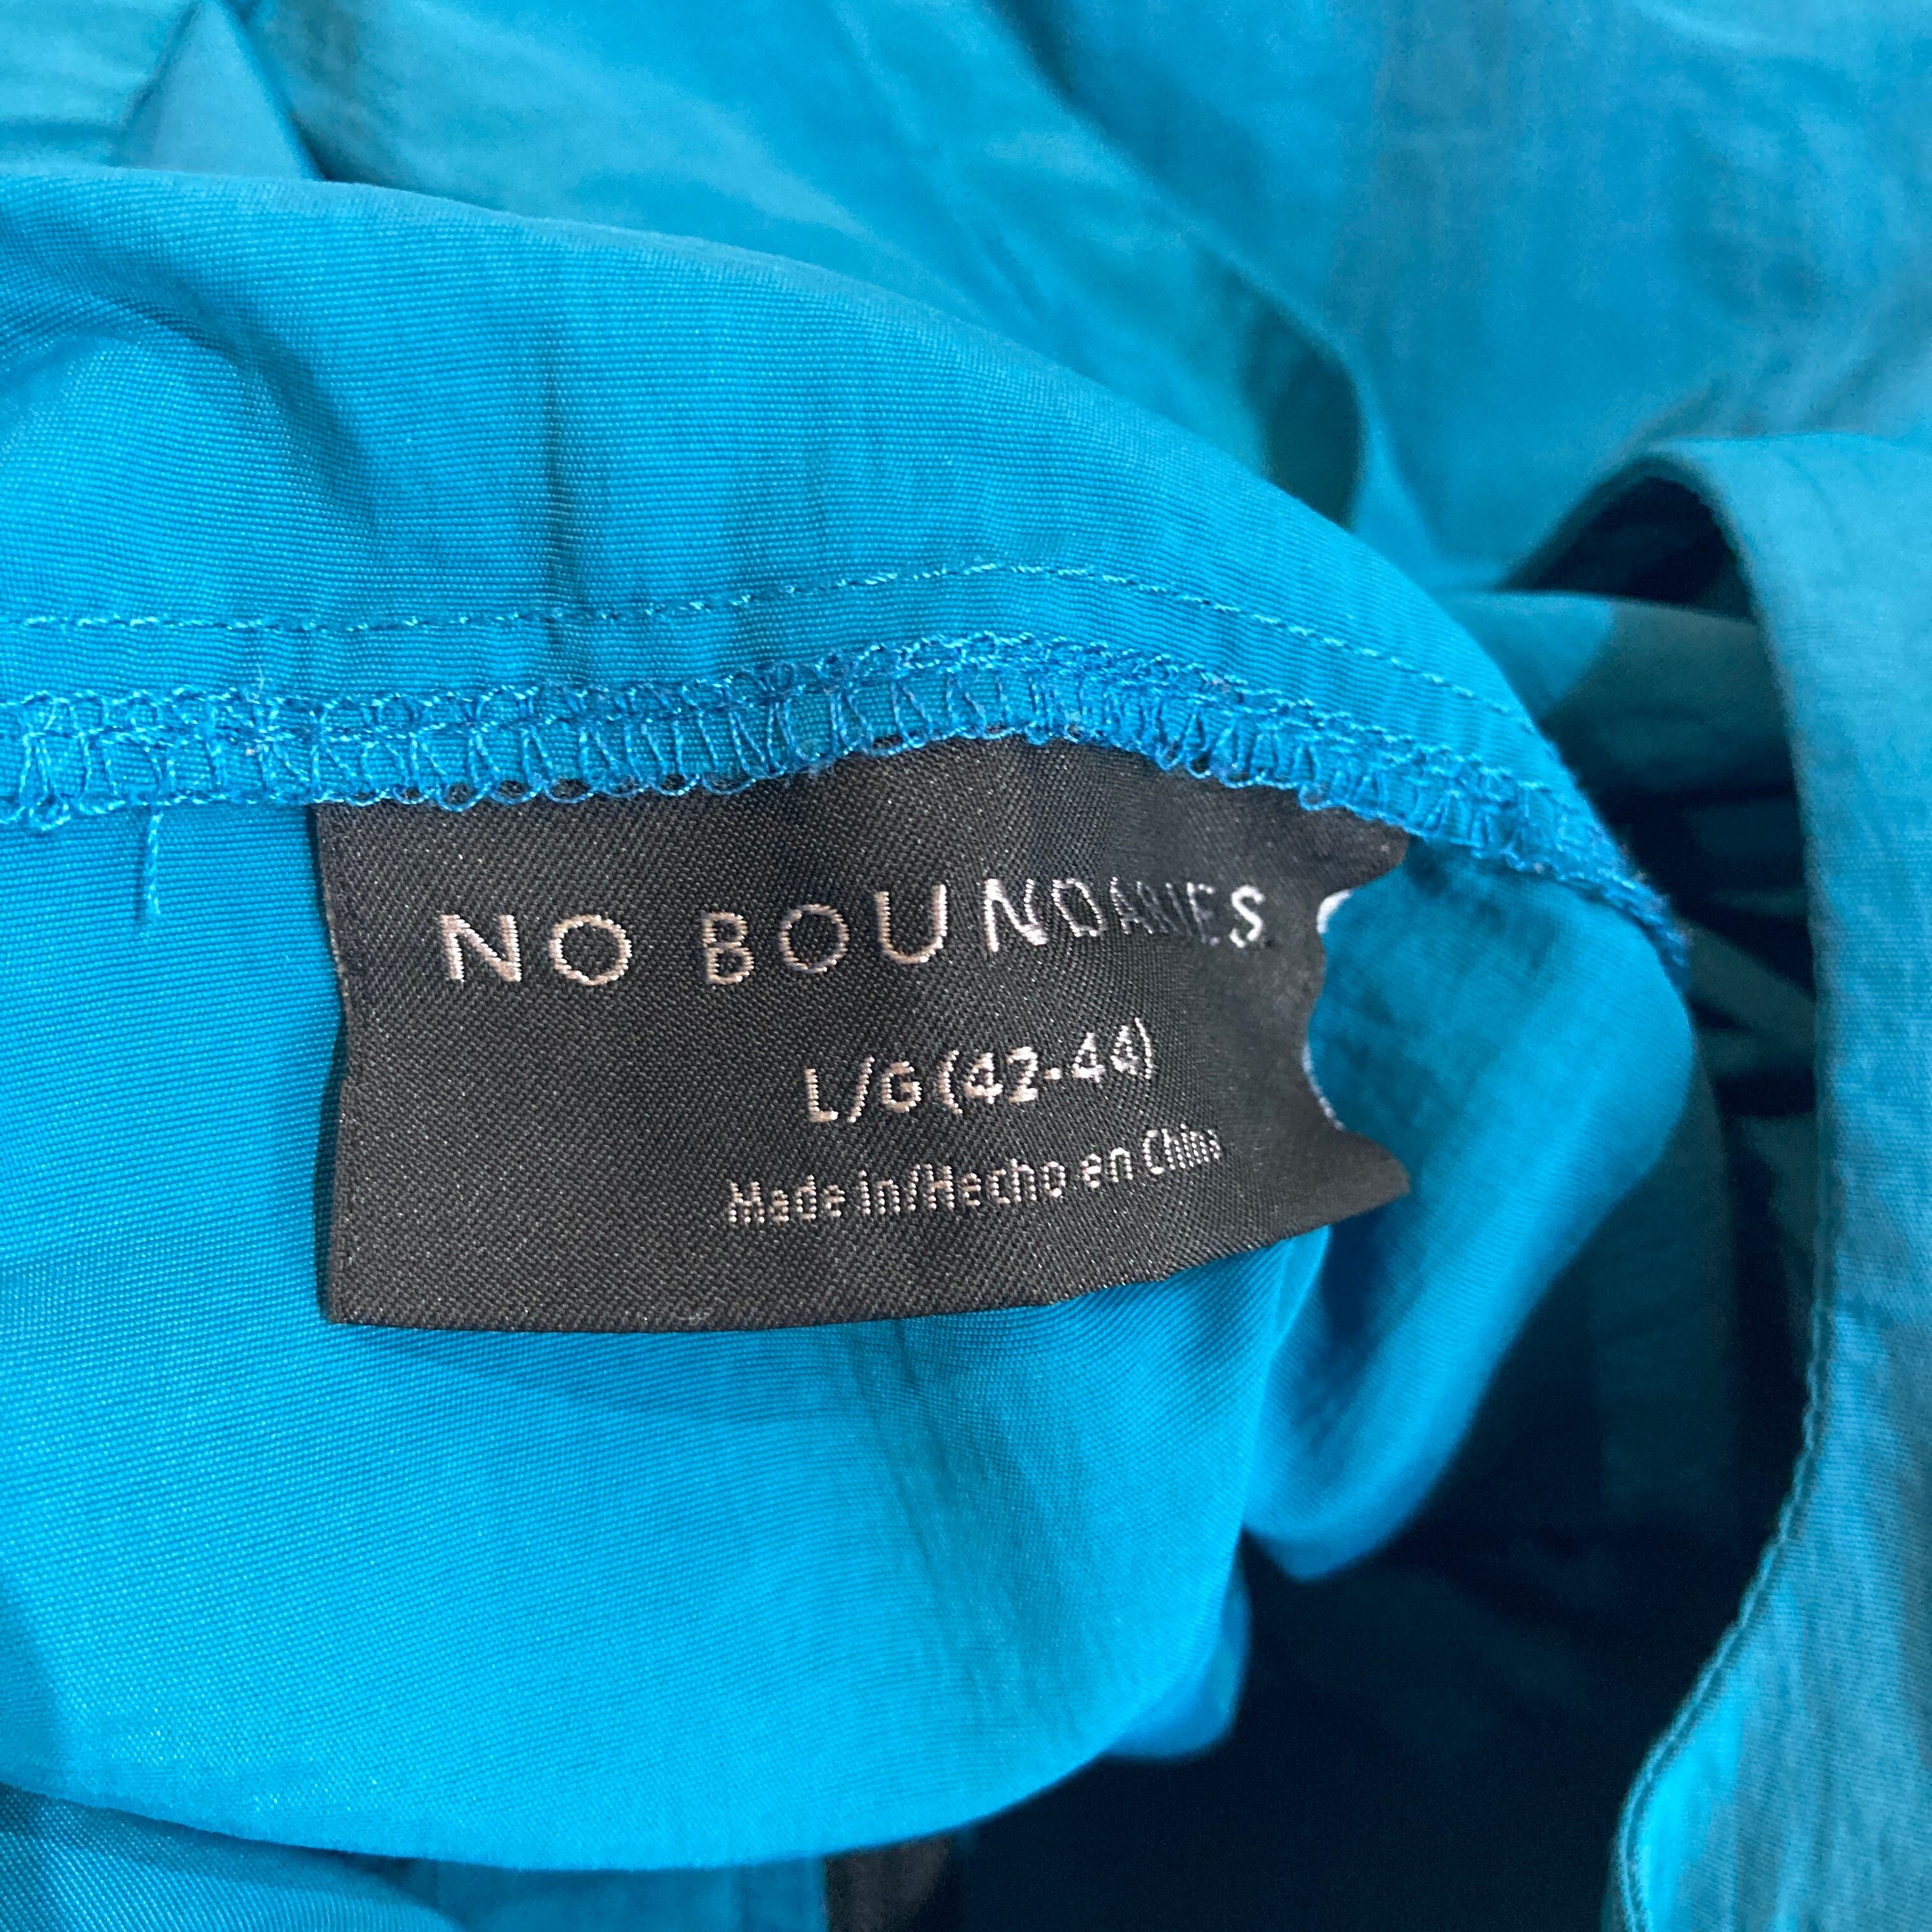 NO BOUNDARIES
L/G (42-44)
Made in/Hecho en China